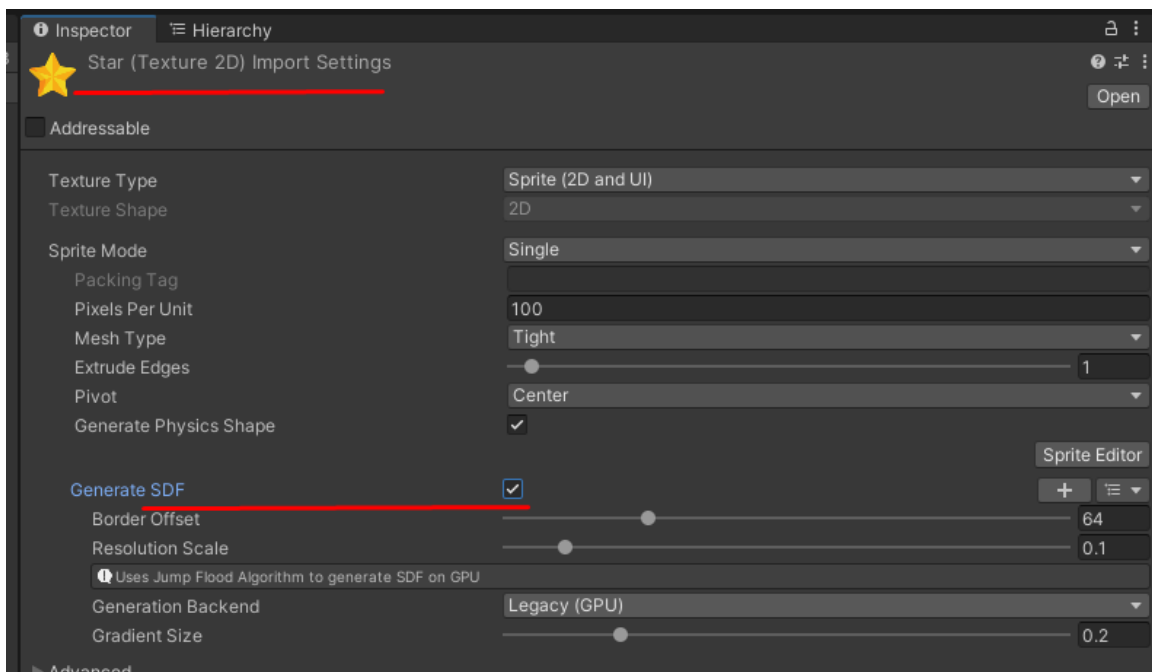 Inspector Hierarchy
Star (Texture 2D) Import Settings
Open
Addressable
Texture Type Sprite (2D and UI)
Texture Shape 2D
Sprite Mode Single
Packing Tag
Pixels Per Unit 100
Mesh Type Tight
Extrude Edges 1
Pivot Center
Generate Physics Shape
Sprite Editor
Generate SDF
Border Offset 64
Resolution Scale 0.1
Uses Jump Flood Algorithm to generate SDF on GPU
Generation Backend Legacy (GPU)
Gradient Size 0.2
Advanced